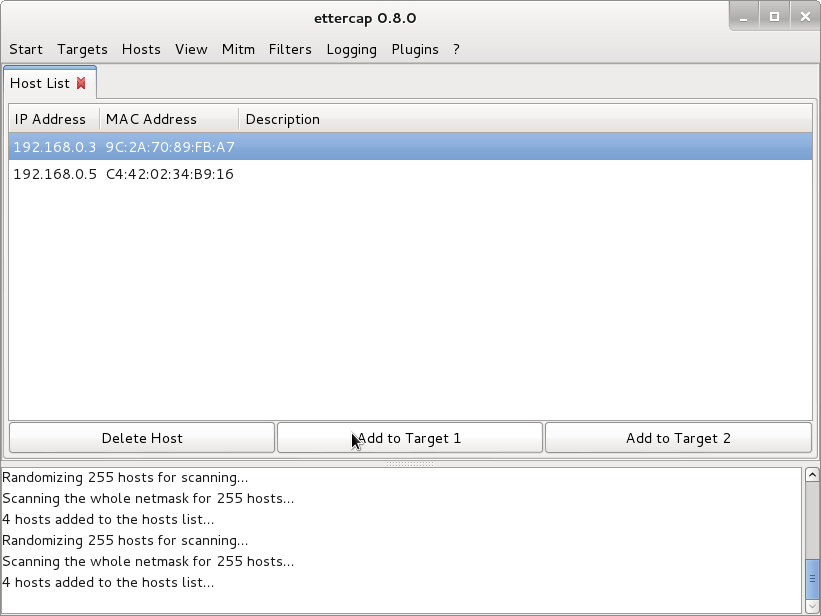 ettercap 0.8.0
Start Targets Hosts View Mitm Filters Logging Plugins ?
Host List
IP Address MAC Address Description
192.168.0.3 9C:2A:70:89:FB:A7
192.168.0.5 C4:42:02:34:B9:16
Delete Host Add to Target 1 Add to Target 2
Randomizing 255 hosts for scanning...
Scanning the whole netmask for 255 hosts...
4 hosts added to the hosts list...
Randomizing 255 hosts for scanning...
Scanning the whole netmask for 255 hosts...
4 hosts added to the hosts list...